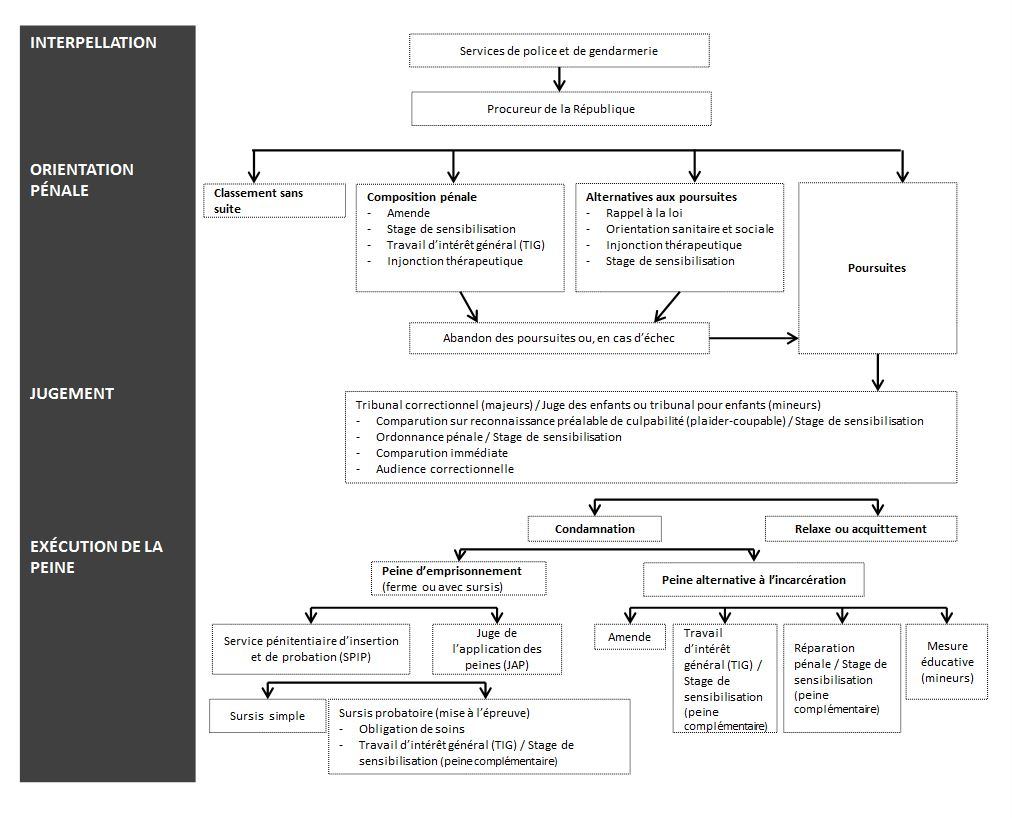 INTERPELLATION
Services de police et de gendarmerie
Procureur de la République
ORIENTATION
PÉNALE
Classement sans
suite
Composition pénale
- Amende
- Stage de sensibilisation
- Travail d'intérêt général (TIG)
- Injonction thérapeutique
Alternatives aux poursuites
- Rappel à la loi
- Orientation sanitaire et sociale
- Injonction thérapeutique
- Stage de sensibilisation
Poursuites
Abandon des poursuites ou, en cas d'échec
JUGEMENT
Tribunal correctionnel (majeurs) / Juge des enfants ou tribunal pour enfants (mineurs)
- Comparution sur reconnaissance préalable de culpabilité (plaider-coupable) / Stage de sensibilisation
- Ordonnance pénale / Stage de sensibilisation
- Comparution immédiate
- Audience correctionnelle
Condamnation
Relaxe ou acquittement
EXÉCUTION DE LA
PEINE
Peine d'emprisonnement
(ferme ou avec sursis)
Peine alternative à l'incarcération
Service pénitentiaire d'insertion
et de probation (SPIP)
Juge de
l'application des
peines (JAP)
Amende
Travail
d'intérêt
général (TIG) /
Stage de
sensibilisation
(peine
complémentaire)
Réparation
pénale / Stage de
sensibilisation
(peine
complémentaire)
Mesure
éducative
(mineurs)
Sursis simple
Sursis probatoire (mise à l'épreuve)
- Obligation de soins
- Travail d'intérêt général (TIG) / Stage de
sensibilisation (peine complémentaire)